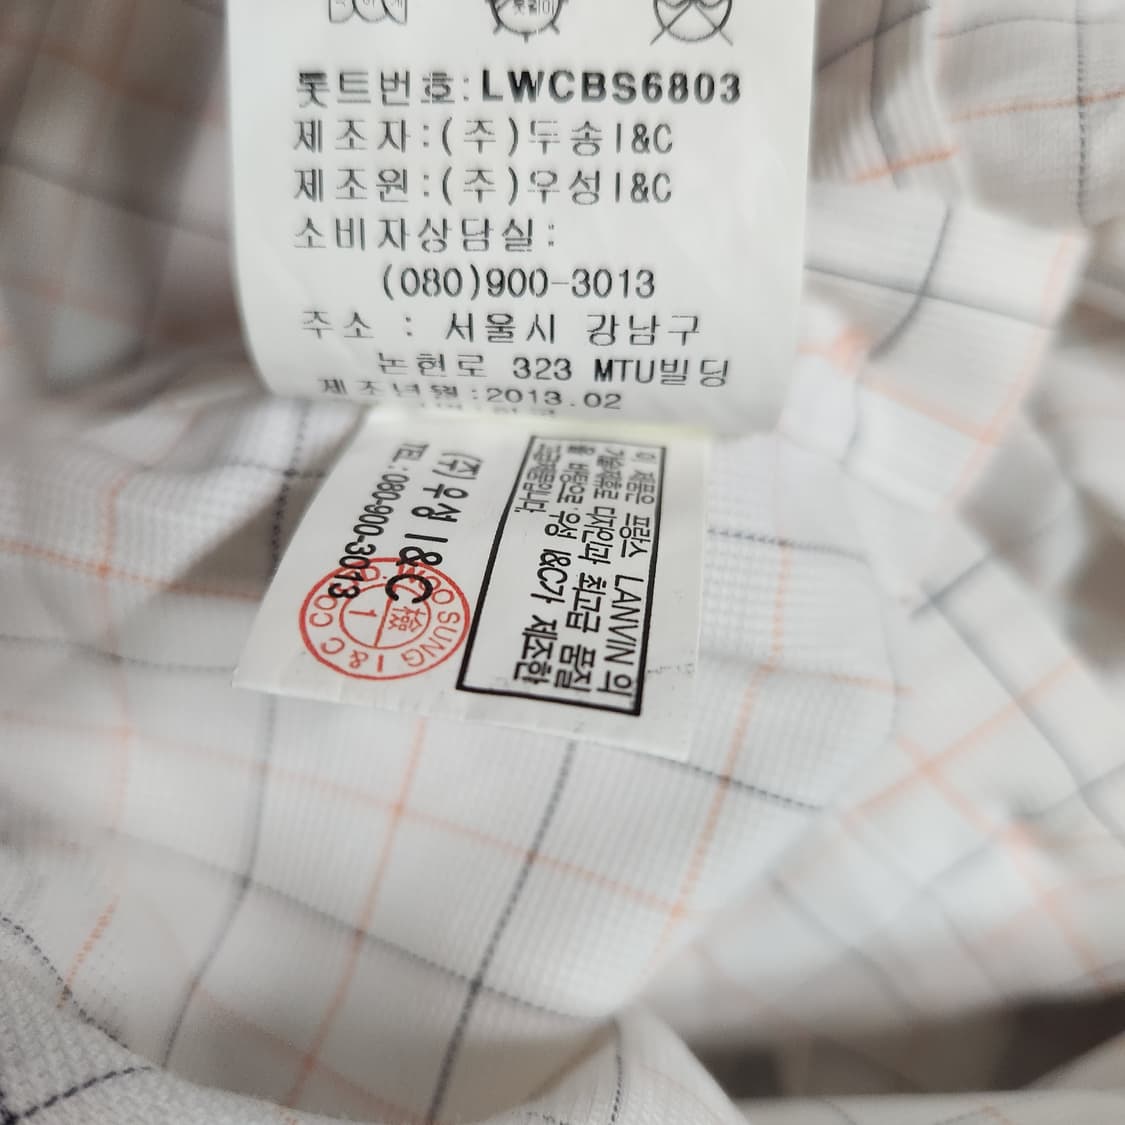 롯트번호:LWCBS6803
제조자:(주)두송I&C
제조원:(주)우성I&C
소비자상담실:
(080)900-3013
주소 : 서울시 강남구
논현로 323 MTU빌딩
제조년월:2013.02
이 제품은 프랑스 LANVIN 의
기술제휴로 디자인과 최고급 품질
을 바탕으로 우성 I&C가 제조한
고급제품입니다.
(주)우성 I&C
TEL:080-900-3013
WOO SUNG I & C CO
檢
1